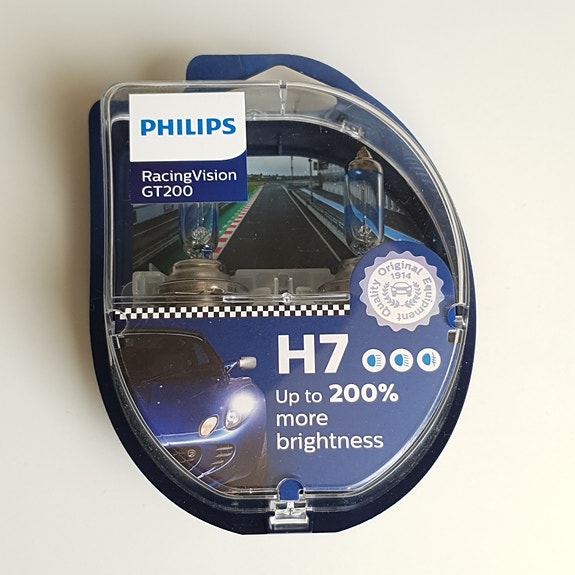 PHILIPS
RacingVision
GT200
Quality Original Equipment
1914
H7
Up to 200%
more
brightness